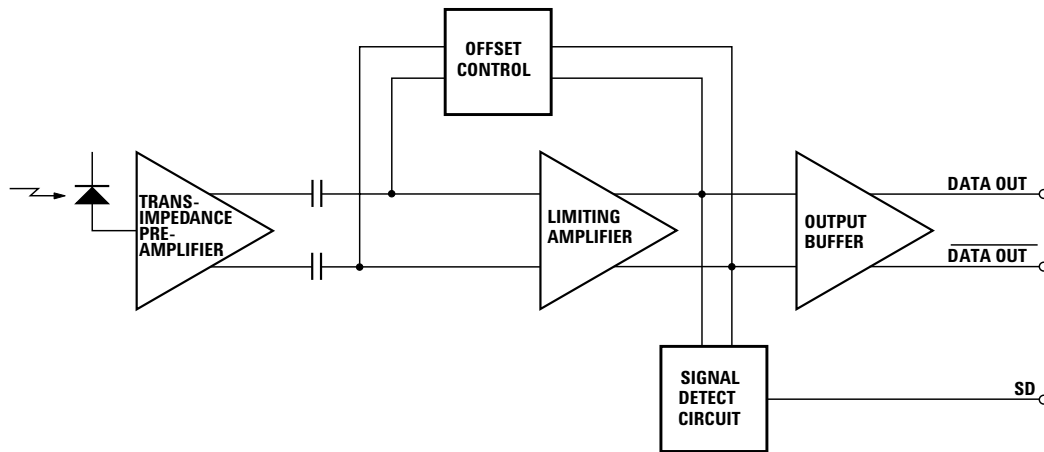 OFFSET
CONTROL
TRANS-
IMPEDANCE
PRE-
AMPLIFIER
LIMITING
AMPLIFIER
OUTPUT
BUFFER
DATA OUT
DATA OUT
SIGNAL
DETECT
CIRCUIT
SD